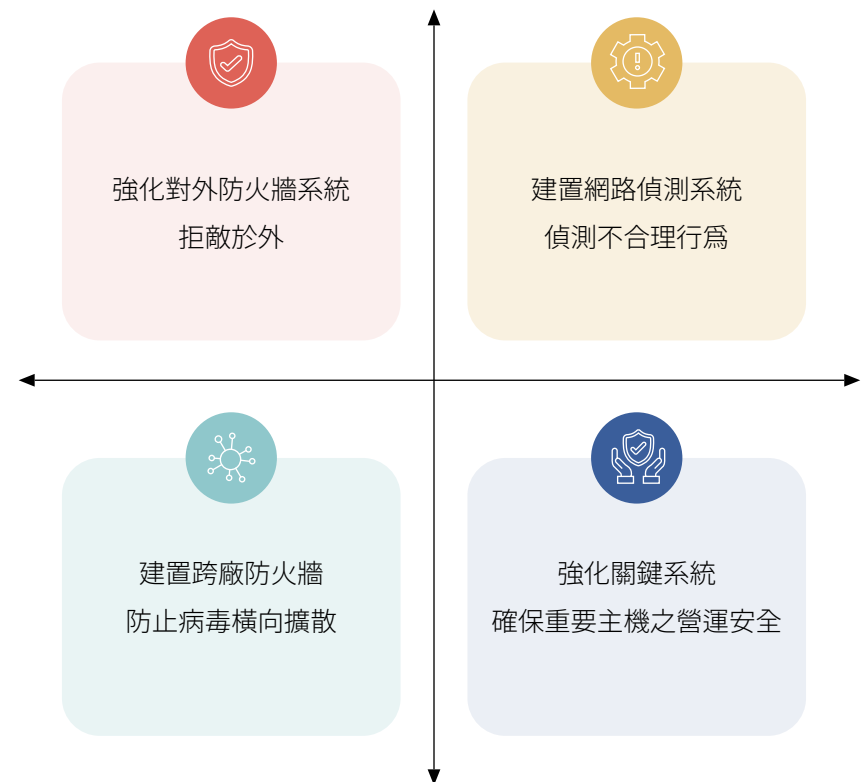 強化對外防火牆系統
拒敵於外
建置網路偵測系統
偵測不合理行爲
建置跨廠防火牆
防止病毒橫向擴散
強化關鍵系統
確保重要主機之營運安全